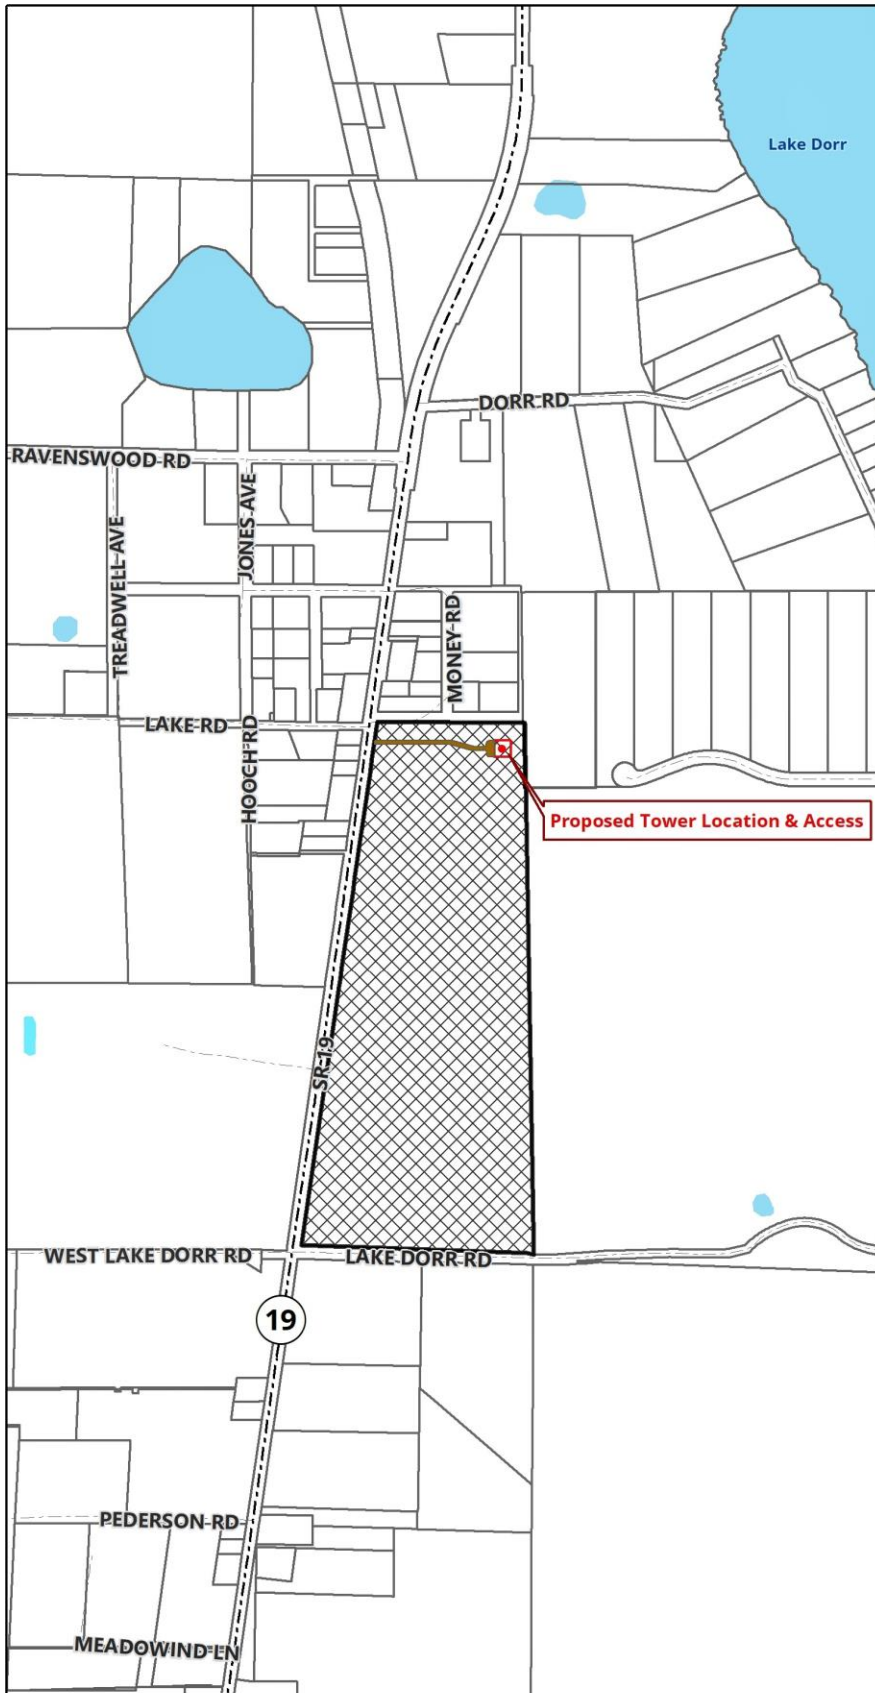 Lake Dorr
DORR RD
RAVENSWOOD RD
JONES AVE
TREADWELL AVE
MONEY RD
LAKE RD
HOOCH RD
Proposed Tower Location & Access
SR 19
WEST LAKE DORR RD
LAKE DORR RD
19
PEDERSON RD
MEADOWIND LN